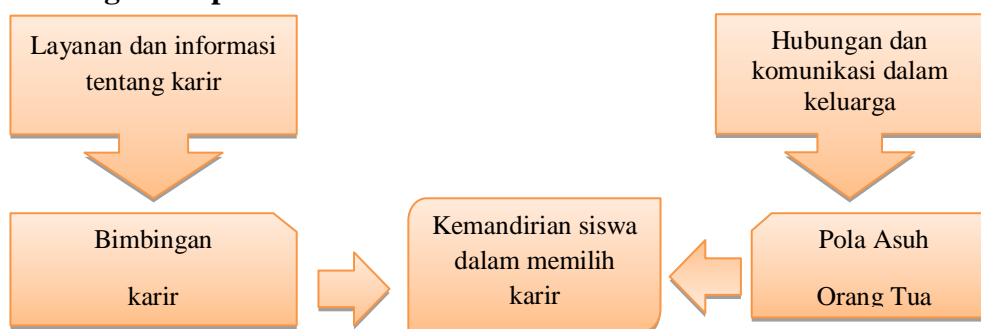 Layanan dan informasi
tentang karir
Hubungan dan
komunikasi dalam
keluarga
Bimbingan
karir
Kemandirian siswa
dalam memilih
karir
Pola Asuh
Orang Tua